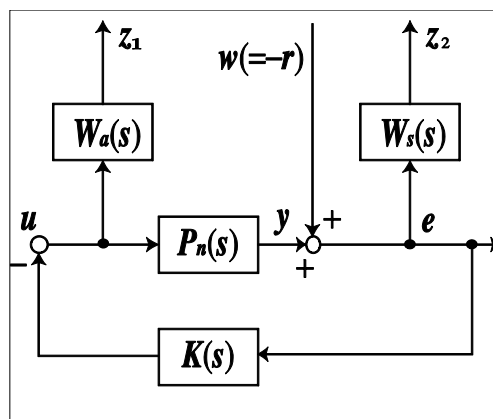 z₁
w(=−r)
z₂
Wₐ(s)
Wₛ(s)
u
Pₙ(s)
y
+
e
−
+
K(s)